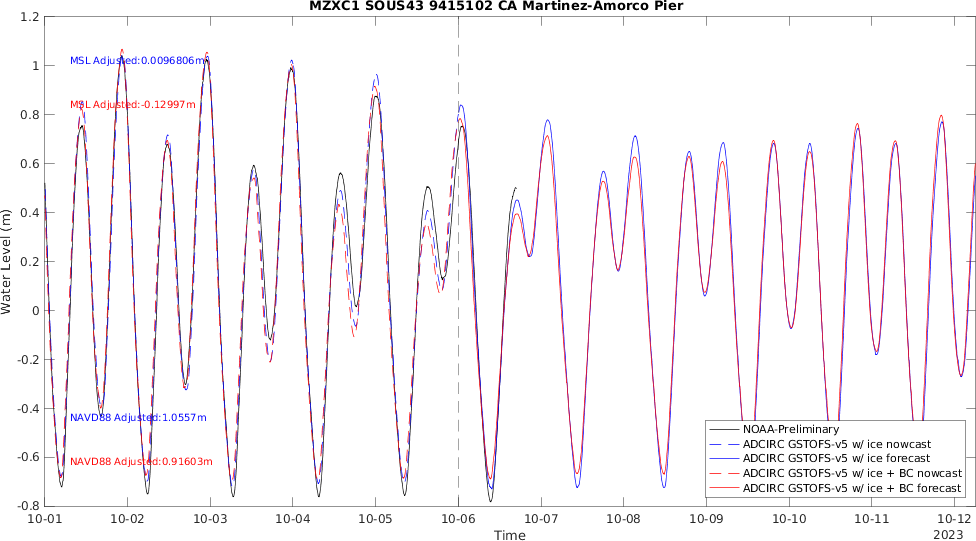 MZXC1 SOUS43 9415102 CA Martinez-Amorco Pier
Water Level (m)
1.2
1
0.8
0.6
0.4
0.2
0
-0.2
-0.4
-0.6
-0.8
MSL Adjusted:0.0096806m
MSL Adjusted:-0.12997m
NAVD88 Adjusted:1.0557m
NAVD88 Adjusted:0.91603m
NOAA-Preliminary
ADCIRC GSTOFS-v5 w/ ice nowcast
ADCIRC GSTOFS-v5 w/ ice forecast
ADCIRC GSTOFS-v5 w/ ice + BC nowcast
ADCIRC GSTOFS-v5 w/ ice + BC forecast
10-01 10-02 10-03 10-04 10-05 10-06 10-07 10-08 10-09 10-10 10-11 10-12
Time
2023